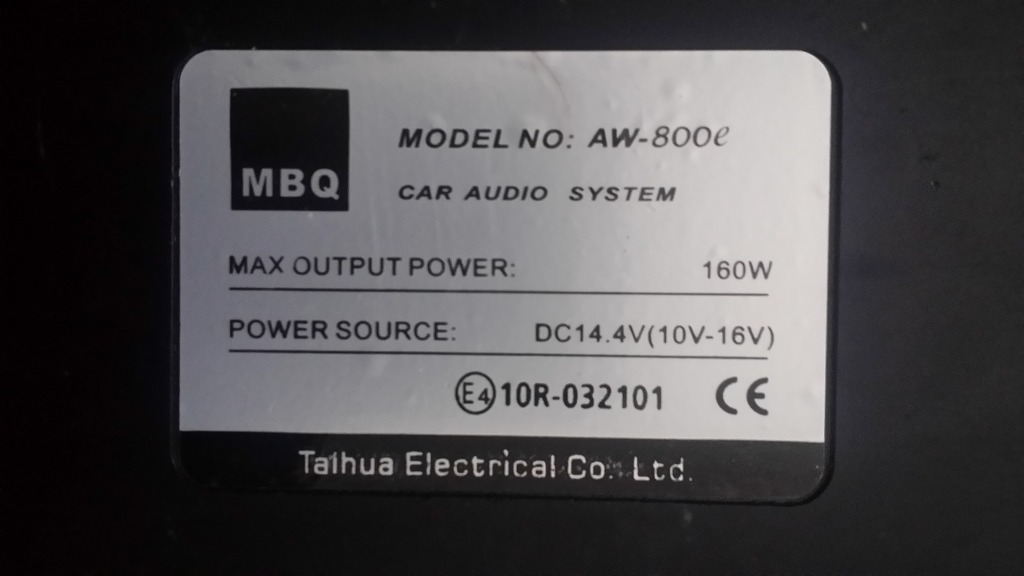 MBQ
MODEL NO: AW-800e
CAR AUDIO SYSTEM
MAX OUTPUT POWER: 160W
POWER SOURCE: DC14.4V(10V-16V)
E4 10R-032101 CE
Taihua Electrical Co. Ltd.